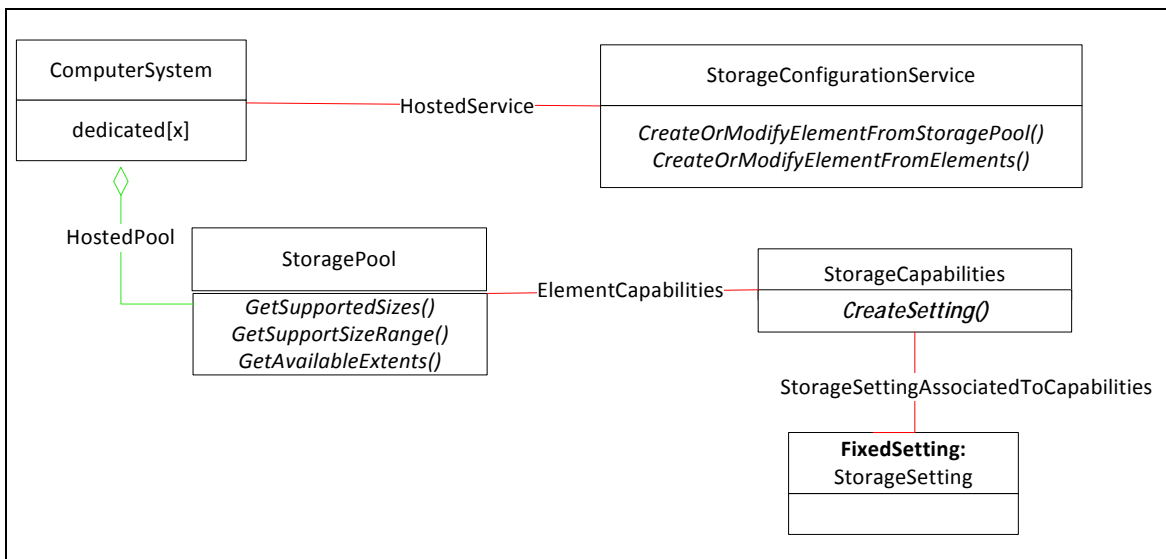 ComputerSystem
dedicated[x]
HostedService
StorageConfigurationService
CreateOrModifyElementFromStoragePool()
CreateOrModifyElementFromElements()
HostedPool
StoragePool
GetSupportedSizes()
GetSupportSizeRange()
GetAvailableExtents()
ElementCapabilities
StorageCapabilities
CreateSetting()
StorageSettingAssociatedToCapabilities
FixedSetting:
StorageSetting